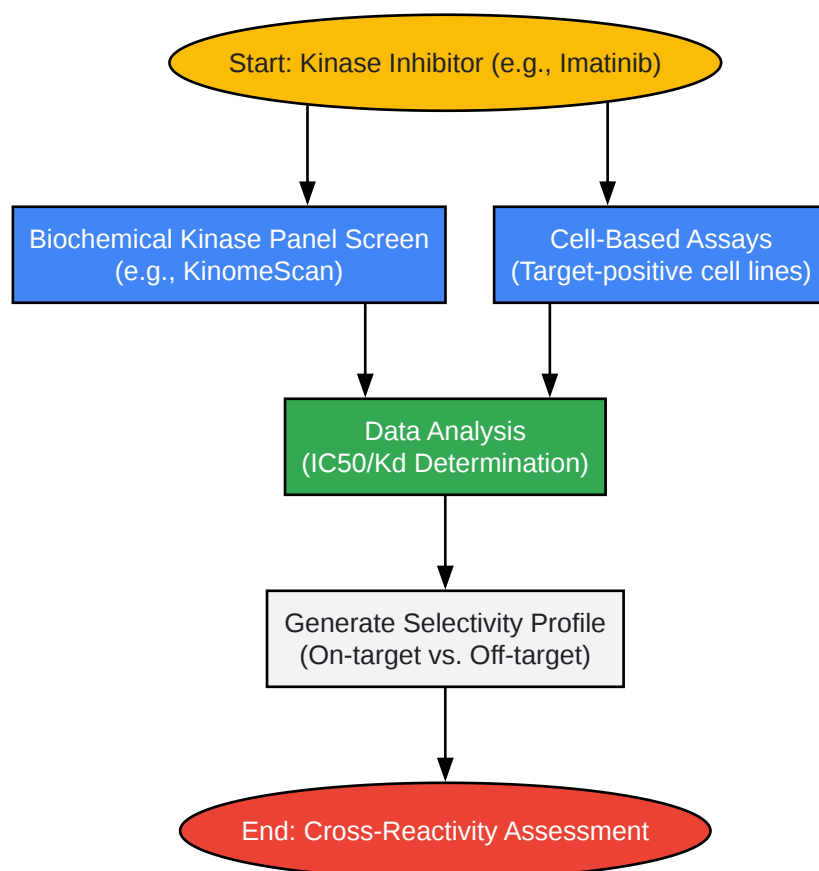 Start: Kinase Inhibitor (e.g., Imatinib)
Biochemical Kinase Panel Screen
(e.g., KinomeScan)
Cell-Based Assays
(Target-positive cell lines)
Data Analysis
(IC50/Kd Determination)
Generate Selectivity Profile
(On-target vs. Off-target)
End: Cross-Reactivity Assessment